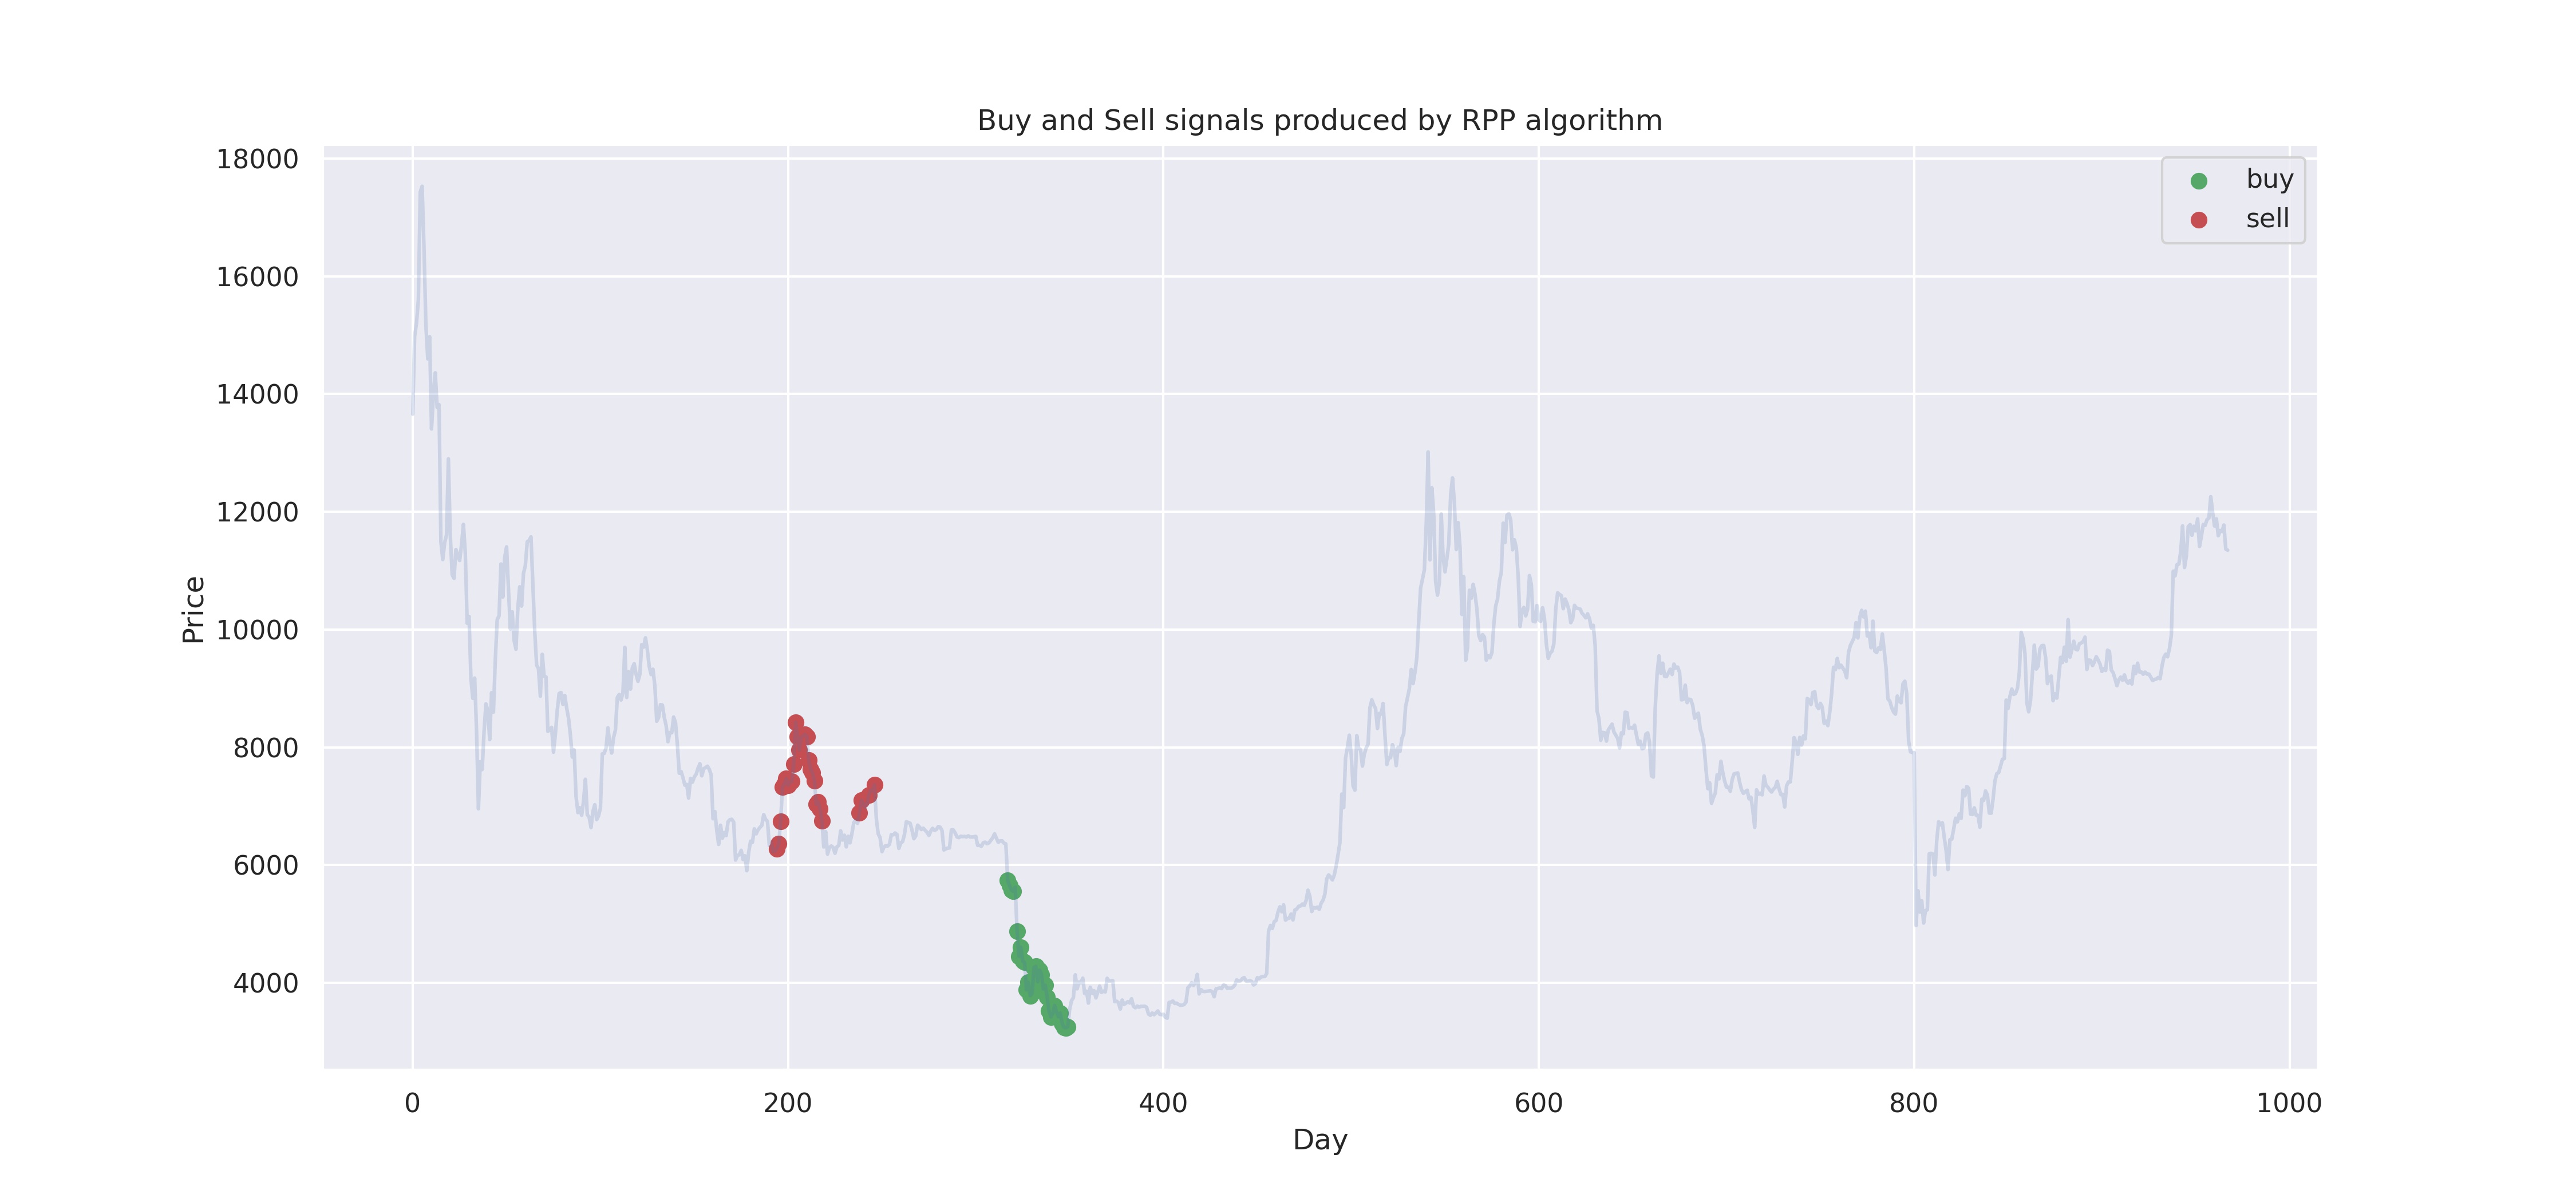 Buy and Sell signals produced by RPP algorithm
buy
sell
Price
18000
16000
14000
12000
10000
8000
6000
4000
0 200 400 600 800 1000
Day